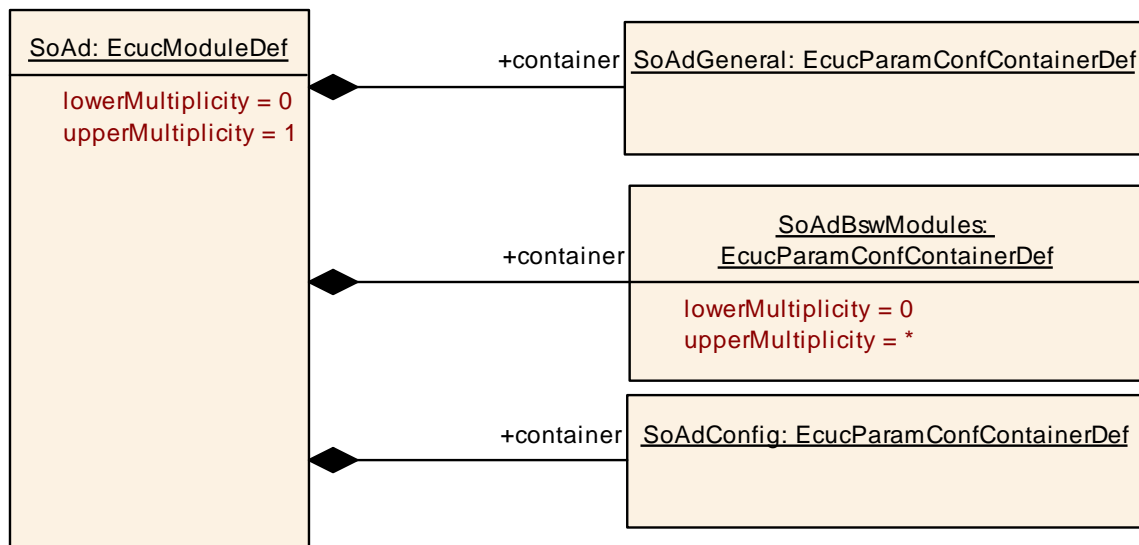 SoAd: EcucModuleDef
lowerMultiplicity = 0
upperMultiplicity = 1
+container
SoAdGeneral: EcucParamConfContainerDef
+container
SoAdBswModules:
EcucParamConfContainerDef
lowerMultiplicity = 0
upperMultiplicity = *
+container
SoAdConfig: EcucParamConfContainerDef